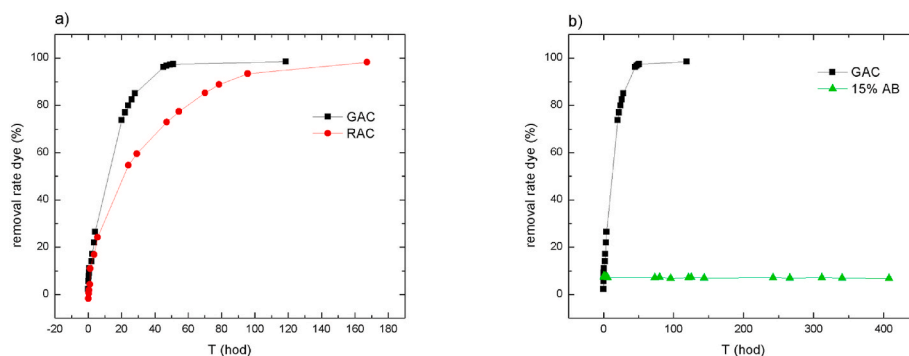 a)
100
80
60
40
20
0
removal rate dye (%)
GAC
RAC
-20 0 20 40 60 80 100 120 140 160 180
T (hod)
b)
100
80
60
40
20
0
removal rate dye (%)
GAC
15% AB
0 100 200 300 400
T (hod)